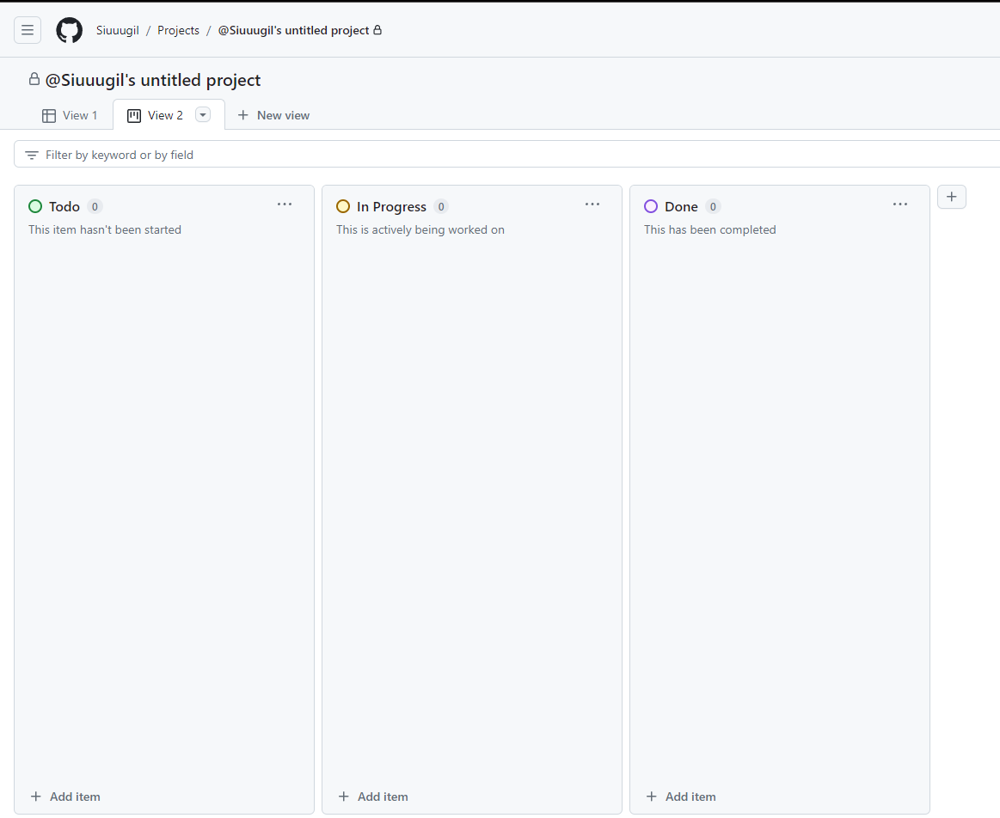 Siuuugil / Projects / @Siuuugil's untitled project
@Siuuugil's untitled project
View 1 View 2 New view
Filter by keyword or by field
Todo 0 In Progress 0 Done 0
This item hasn't been started This is actively being worked on This has been completed
Add item Add item Add item